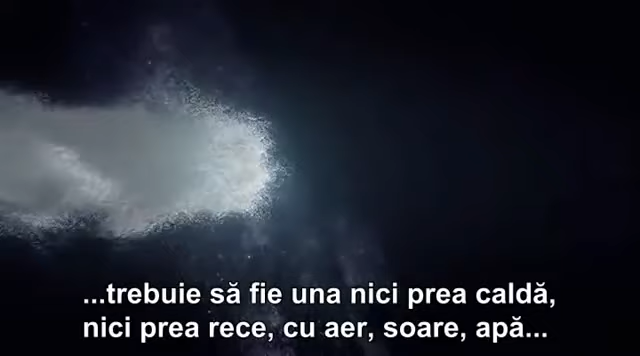 ...trebuie să fie una nici prea caldă,
nici prea rece, cu aer, soare, apă...